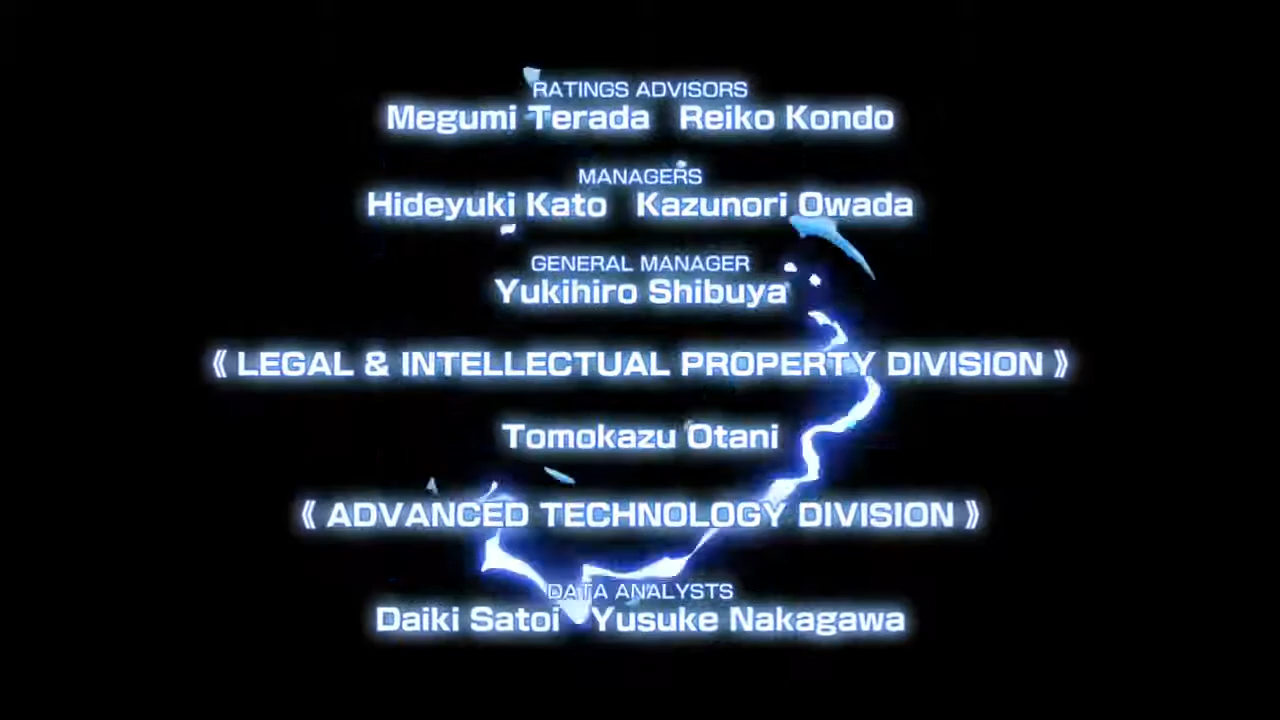 RATINGS ADVISORS
Megumi Terada Reiko Kondo
MANAGERS
Hideyuki Kato Kazunori Owada
GENERAL MANAGER
Yukihiro Shibuya
《 LEGAL & INTELLECTUAL PROPERTY DIVISION 》
Tomokazu Otani
《 ADVANCED TECHNOLOGY DIVISION 》
DATA ANALYSTS
Daiki Satoi Yusuke Nakagawa